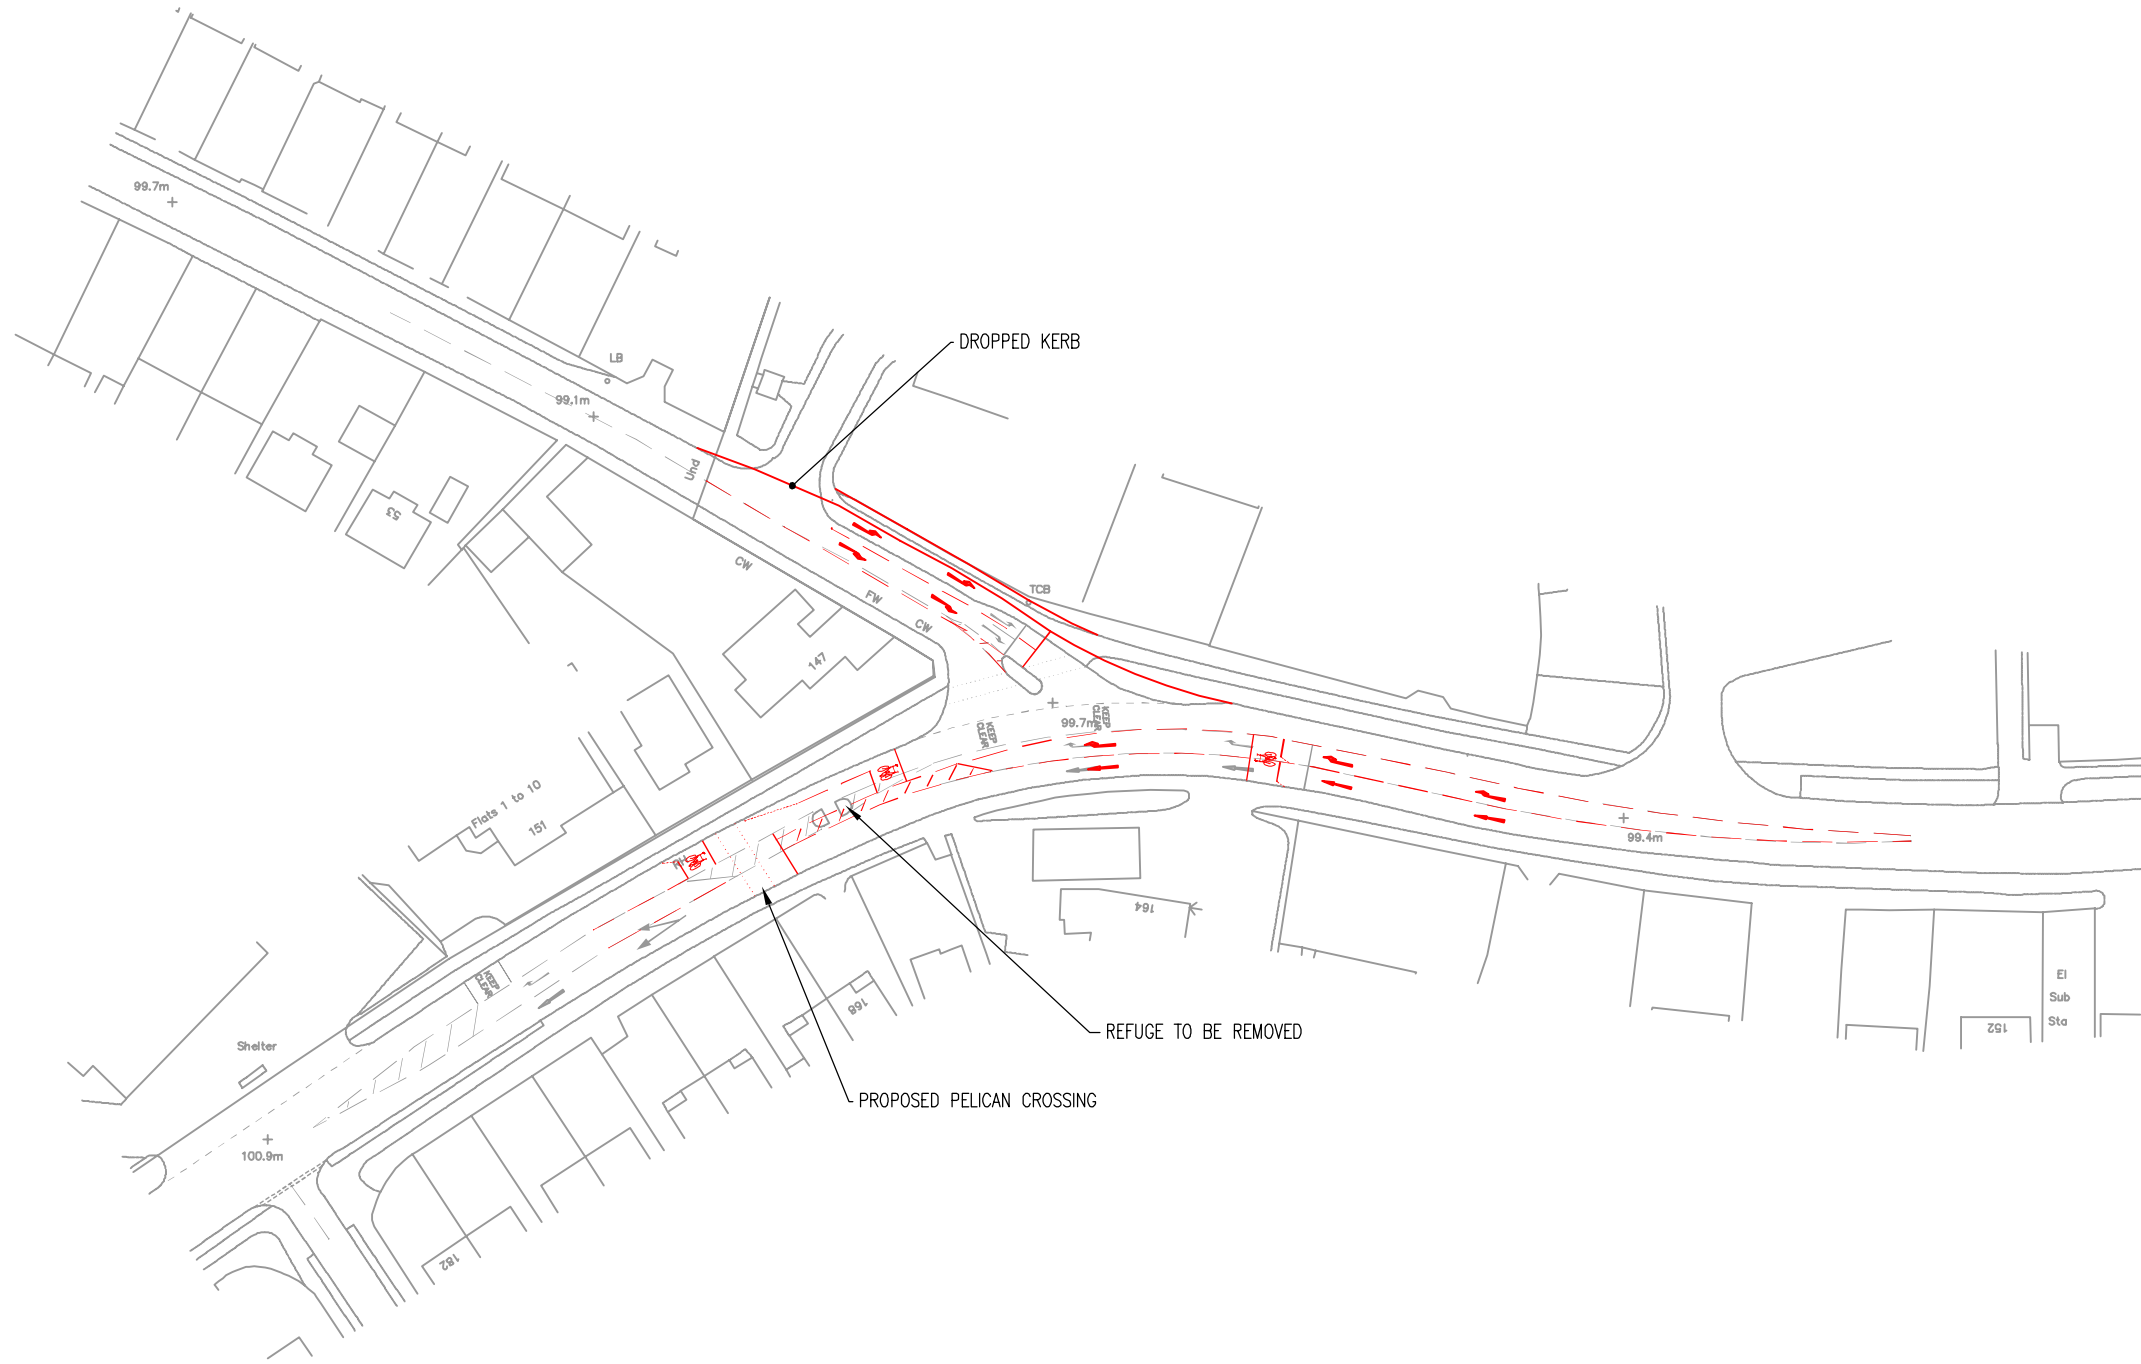 99.7m
LB
99.1m
DROPPED KERB
Und
53
CW
FW
CW
TCB
147
KEEP
CLEAR
KEEP
CLEAR
99.7m
Flats 1 to 10
151
99.4m
164
KEEP
CLEAR
168
El
Sub
Sta
152
REFUGE TO BE REMOVED
Shelter
PROPOSED PELICAN CROSSING
100.9m
182